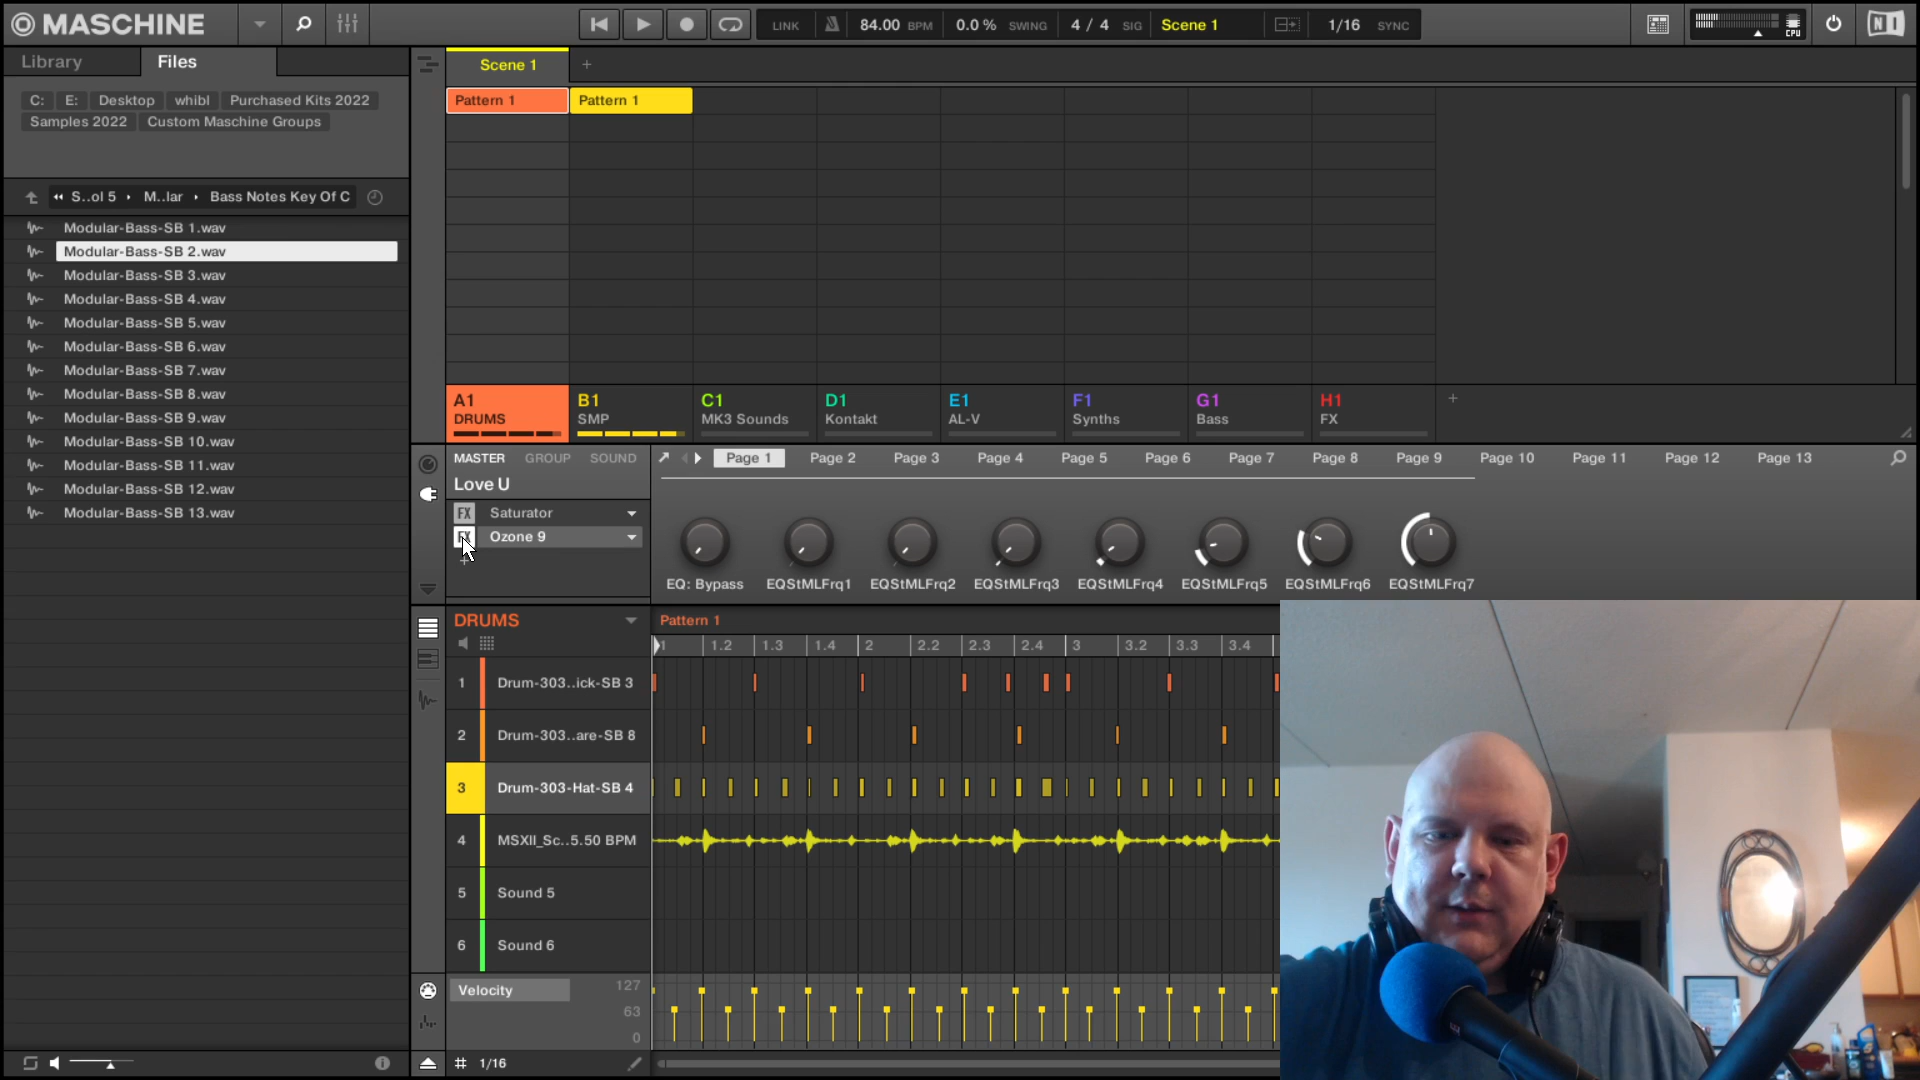 MASCHINE
LINK 84.00 BPM 0.0 % SWING 4 / 4 SIG Scene 1 1/16 SYNC
CPU
NI
Library Files
Scene 1 +
C: E: Desktop whibl Purchased Kits 2022
Samples 2022 Custom Maschine Groups
Pattern 1 Pattern 1
S..ol 5 M..lar Bass Notes Key Of C
Modular-Bass-SB 1.wav
Modular-Bass-SB 2.wav
Modular-Bass-SB 3.wav
Modular-Bass-SB 4.wav
Modular-Bass-SB 5.wav
Modular-Bass-SB 6.wav
Modular-Bass-SB 7.wav
Modular-Bass-SB 8.wav
Modular-Bass-SB 9.wav
Modular-Bass-SB 10.wav
Modular-Bass-SB 11.wav
Modular-Bass-SB 12.wav
Modular-Bass-SB 13.wav
A1 B1 C1 D1 E1 F1 G1 H1 +
DRUMS SMP MK3 Sounds Kontakt AL-V Synths Bass FX
MASTER GROUP SOUND
Page 1 Page 2 Page 3 Page 4 Page 5 Page 6 Page 7 Page 8 Page 9 Page 10 Page 11 Page 12 Page 13
Love U
FX Saturator
FX Ozone 9
+
EQ: Bypass EQStMLFrq1 EQStMLFrq2 EQStMLFrq3 EQStMLFrq4 EQStMLFrq5 EQStMLFrq6 EQStMLFrq7
DRUMS
Pattern 1
1 1.2 1.3 1.4 2 2.2 2.3 2.4 3 3.2 3.3 3.4
1 Drum-303..ick-SB 3
2 Drum-303..are-SB 8
3 Drum-303-Hat-SB 4
4 MSXII_Sc..5.50 BPM
5 Sound 5
6 Sound 6
Velocity 127
63
0
# 1/16